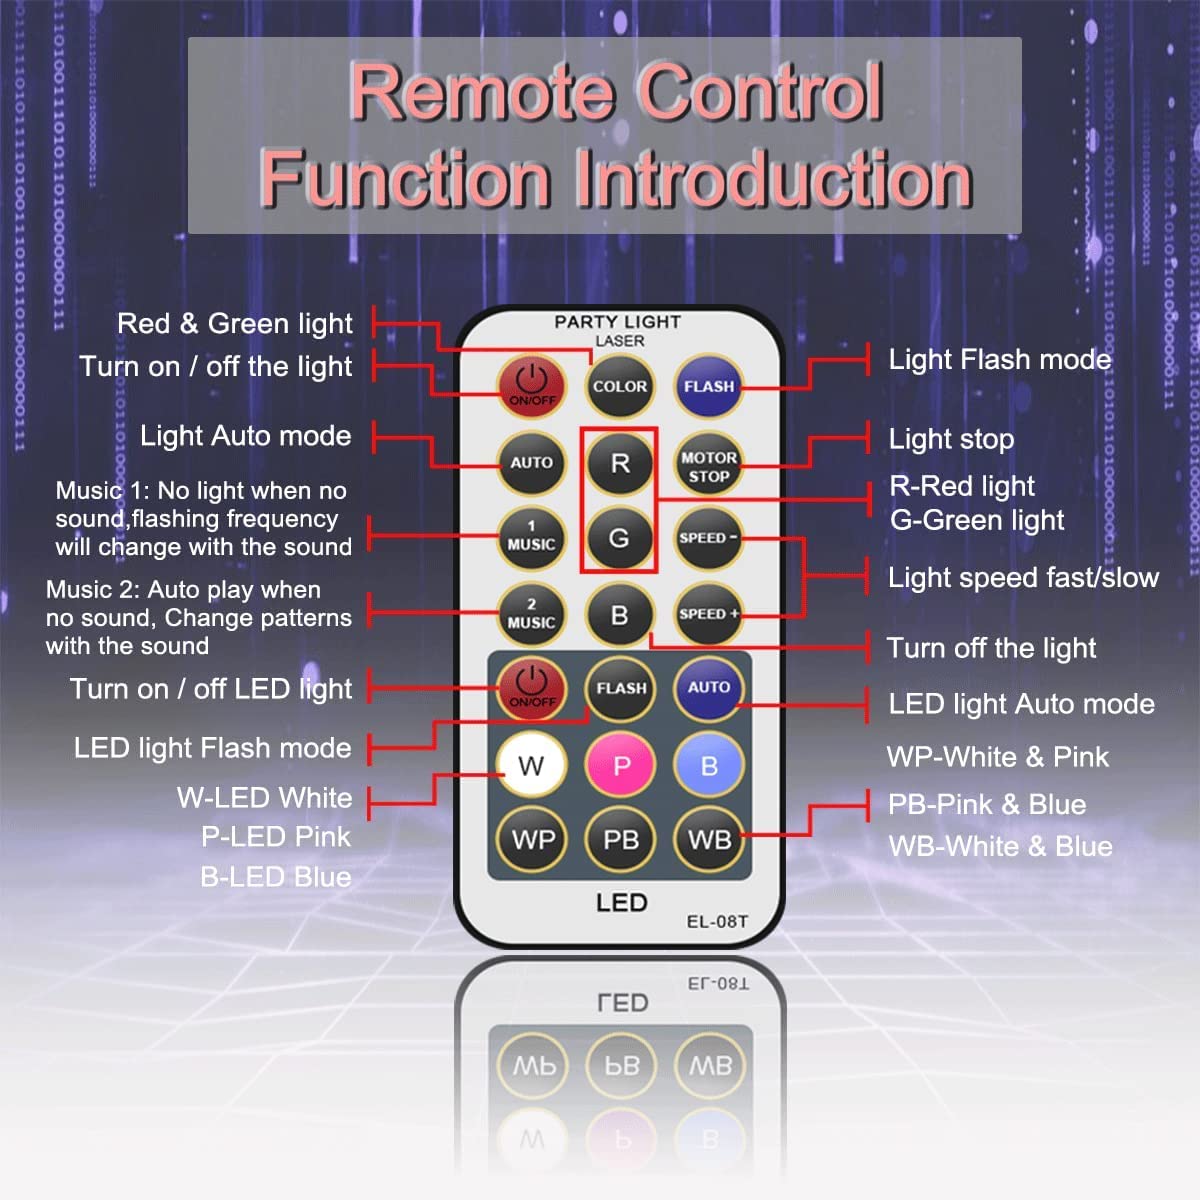 Remote Control
Function Introduction
Red & Green light
Turn on / off the light
Light Auto mode
Music 1: No light when no
sound,flashing frequency
will change with the sound
Music 2: Auto play when
no sound, Change patterns
with the sound
Turn on / off LED light
LED light Flash mode
W-LED White
P-LED Pink
B-LED Blue
PARTY LIGHT
LASER
ON/OFF
COLOR
FLASH
AUTO
R
MOTOR
STOP
1
MUSIC
G
SPEED -
2
MUSIC
B
SPEED +
ON/OFF
FLASH
AUTO
W
P
B
WP
PB
WB
LED
EL-08T
Light Flash mode
Light stop
R-Red light
G-Green light
Light speed fast/slow
Turn off the light
LED light Auto mode
WP-White & Pink
PB-Pink & Blue
WB-White & Blue